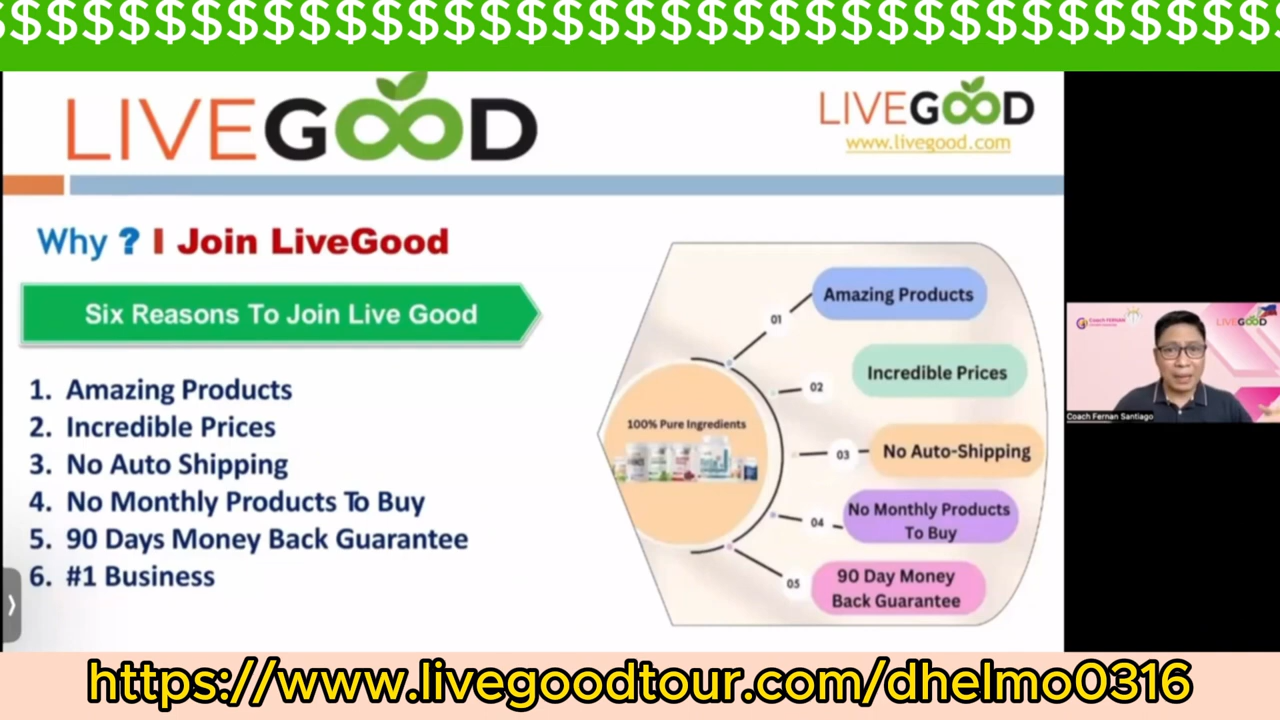 $$$$$$$$$$$$$$$$$$$$$$$$$$$$$$$$$$$
LIVEGOOD
LIVEGOOD
www.livegood.com
Why ? I Join LiveGood
Six Reasons To Join Live Good
1. Amazing Products
2. Incredible Prices
3. No Auto Shipping
4. No Monthly Products To Buy
5. 90 Days Money Back Guarantee
6. #1 Business
100% Pure Ingredients
01
Amazing Products
02
Incredible Prices
03
No Auto-Shipping
04
No Monthly Products
To Buy
05
90 Day Money
Back Guarantee
Coach FERNAN
LIVEGOOD
Coach Fernan Santiago
https://www.livegoodtour.com/dhelmo0316